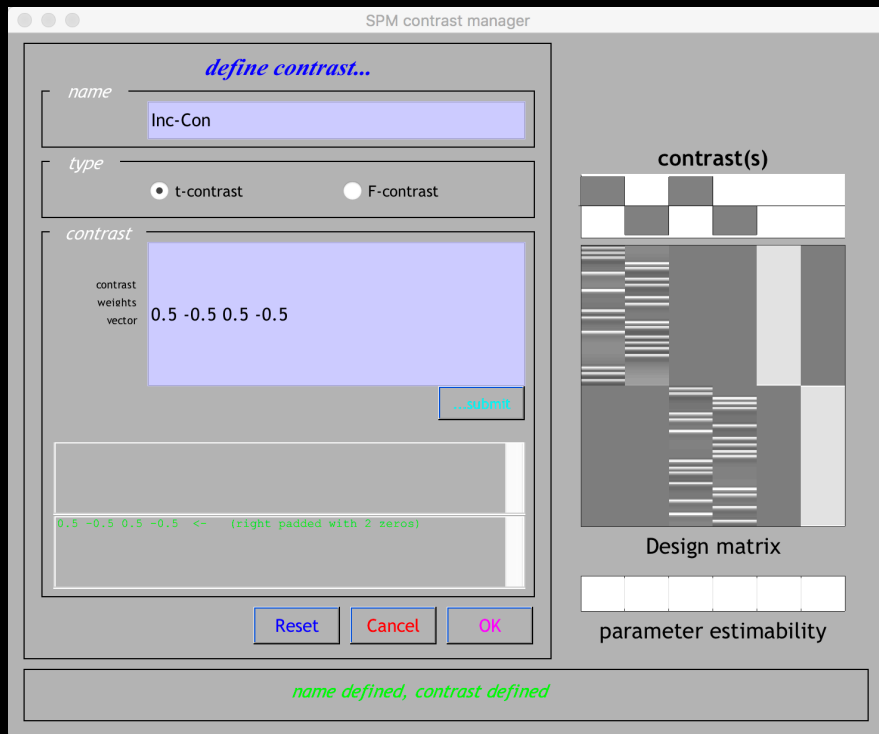 SPM contrast manager
define contrast...
name
Inc-Con
type
t-contrast
F-contrast
contrast
contrast
weights
vector
0.5 -0.5 0.5 -0.5
...submit
0.5 -0.5 0.5 -0.5 <- (right padded with 2 zeros)
Reset
Cancel
OK
contrast(s)
Design matrix
parameter estimability
name defined, contrast defined